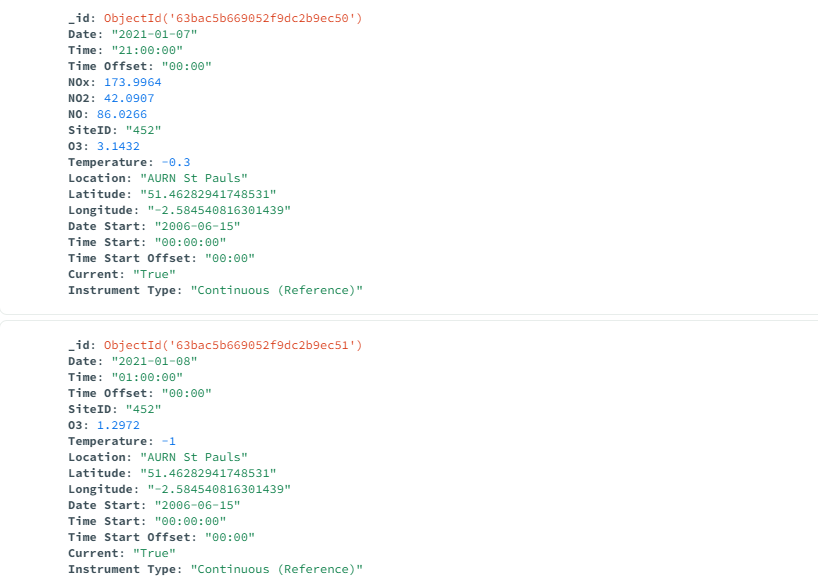 _id: ObjectId('63bac5b669052f9dc2b9ec50')
Date: "2021-01-07"
Time: "21:00:00"
Time Offset: "00:00"
NOx: 173.9964
NO2: 42.0907
NO: 86.0266
SiteID: "452"
O3: 3.1432
Temperature: -0.3
Location: "AURN St Pauls"
Latitude: "51.46282941748531"
Longitude: "-2.584540816301439"
Date Start: "2006-06-15"
Time Start: "00:00:00"
Time Start Offset: "00:00"
Current: "True"
Instrument Type: "Continuous (Reference)"
_id: ObjectId('63bac5b669052f9dc2b9ec51')
Date: "2021-01-08"
Time: "01:00:00"
Time Offset: "00:00"
SiteID: "452"
O3: 1.2972
Temperature: -1
Location: "AURN St Pauls"
Latitude: "51.46282941748531"
Longitude: "-2.584540816301439"
Date Start: "2006-06-15"
Time Start: "00:00:00"
Time Start Offset: "00:00"
Current: "True"
Instrument Type: "Continuous (Reference)"